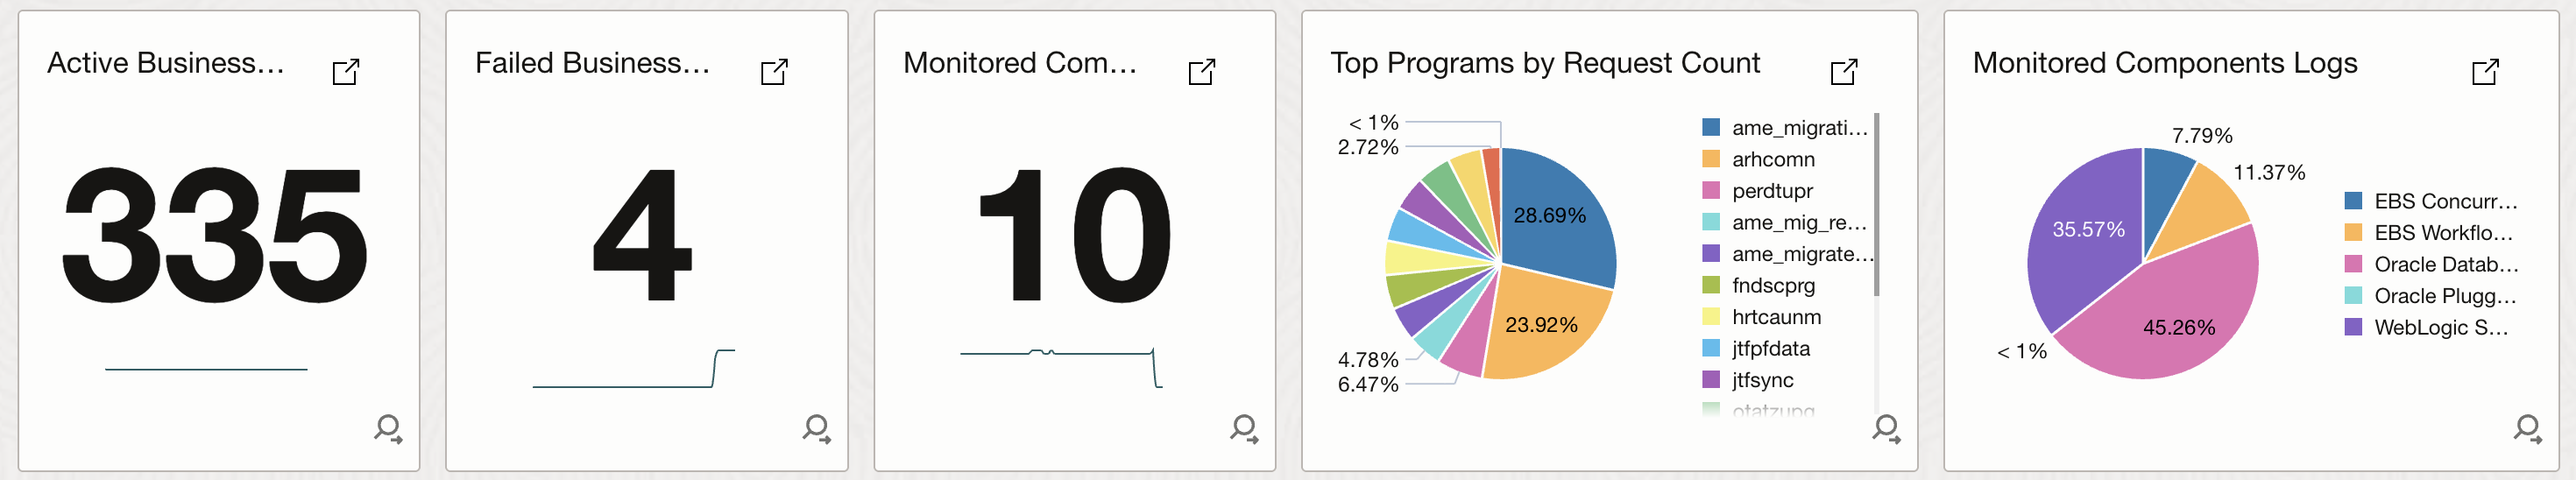 Active Business...
335
Failed Business...
4
Monitored Com...
10
Top Programs by Request Count
< 1%
2.72%
28.69%
23.92%
4.78%
6.47%
ame_migrati...
arhcomn
perdtupr
ame_mig_re...
ame_migrate...
fndscprg
hrtcaunm
jtfpfdata
jtfsync
Monitored Components Logs
7.79%
11.37%
35.57%
45.26%
< 1%
EBS Concurr...
EBS Workflo...
Oracle Datab...
Oracle Plugg...
WebLogic S...